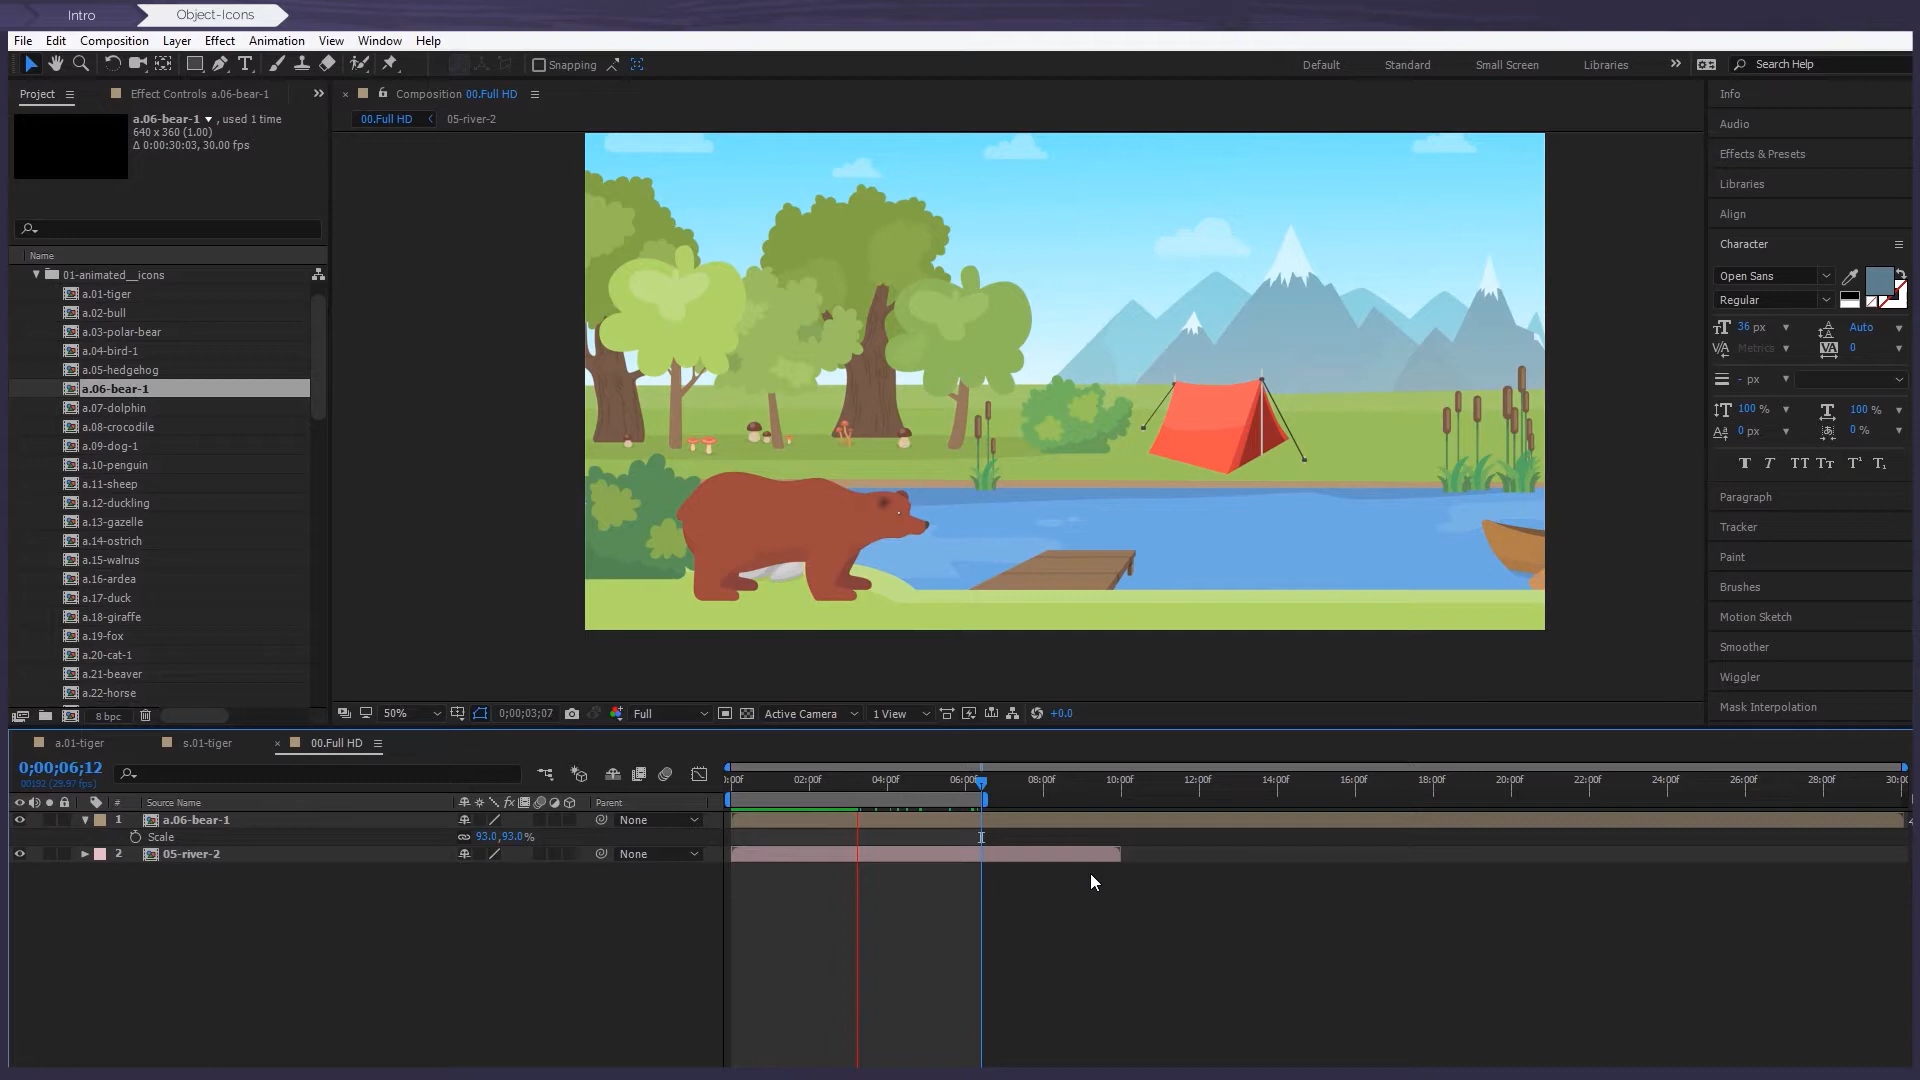 Intro
Object-Icons
File Edit Composition Layer Effect Animation View Window Help
Snapping
Default Standard Small Screen Libraries
Search Help
Project
Effect Controls a.06-bear-1
a.06-bear-1 , used 1 time
640 x 360 (1.00)
Δ 0:00:30:03, 30.00 fps
Name
01-animated__icons
a.01-tiger
a.02-bull
a.03-polar-bear
a.04-bird-1
a.05-hedgehog
a.06-bear-1
a.07-dolphin
a.08-crocodile
a.09-dog-1
a.10-penguin
a.11-sheep
a.12-duckling
a.13-gazelle
a.14-ostrich
a.15-walrus
a.16-ardea
a.17-duck
a.18-giraffe
a.19-fox
a.20-cat-1
a.21-beaver
a.22-horse
8 bpc
Composition 00.Full HD
00.Full HD
05-river-2
50%
0;00;03;07
Full
Active Camera
1 View
+0.0
Info
Audio
Effects & Presets
Libraries
Align
Character
Open Sans
Regular
36 px
Auto
Metrics
0
- px
100 %
100 %
0 px
0 %
Paragraph
Tracker
Paint
Brushes
Motion Sketch
Smoother
Wiggler
Mask Interpolation
a.01-tiger
s.01-tiger
00.Full HD
0;00;06;12
00192 (29.97 fps)
# Source Name
Parent
:00f 02:00f 04:00f 06:00f 08:00f 10:00f 12:00f 14:00f 16:00f 18:00f 20:00f 22:00f 24:00f 26:00f 28:00f 30:00
1 a.06-bear-1 None
Scale 93.0,93.0%
2 05-river-2 None